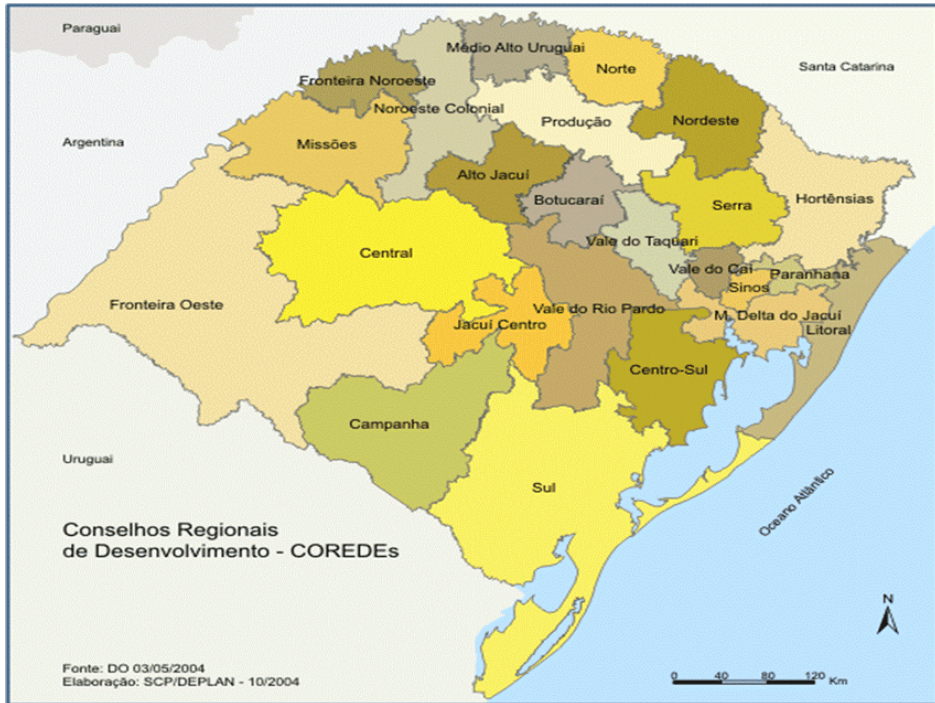 Paraguai
Médio Alto Uruguai
Norte
Santa Catarina
Fronteira Noroeste
Noroeste Colonial
Produção
Nordeste
Argentina
Missões
Alto Jacuí
Botucaraí
Serra
Hortênsias
Central
Vale do Taquari
Vale do Caí
Paranhana
Sinos
Fronteira Oeste
Vale do Rio Pardo
M. Delta do Jacuí
Jacuí Centro
Litoral
Centro-Sul
Campanha
Uruguai
Sul
Oceano Atlântico
Conselhos Regionais
de Desenvolvimento - COREDEs
N
Fonte: DO 03/05/2004
Elaboração: SCP/DEPLAN - 10/2004
0 40 80 120 Km